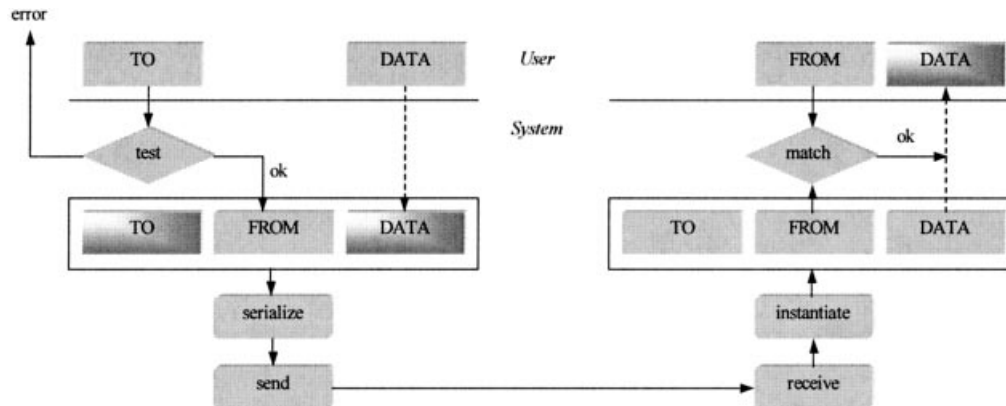 error
TO
DATA
User
FROM
DATA
System
test
ok
match
ok
TO
FROM
DATA
TO
FROM
DATA
serialize
instantiate
send
receive